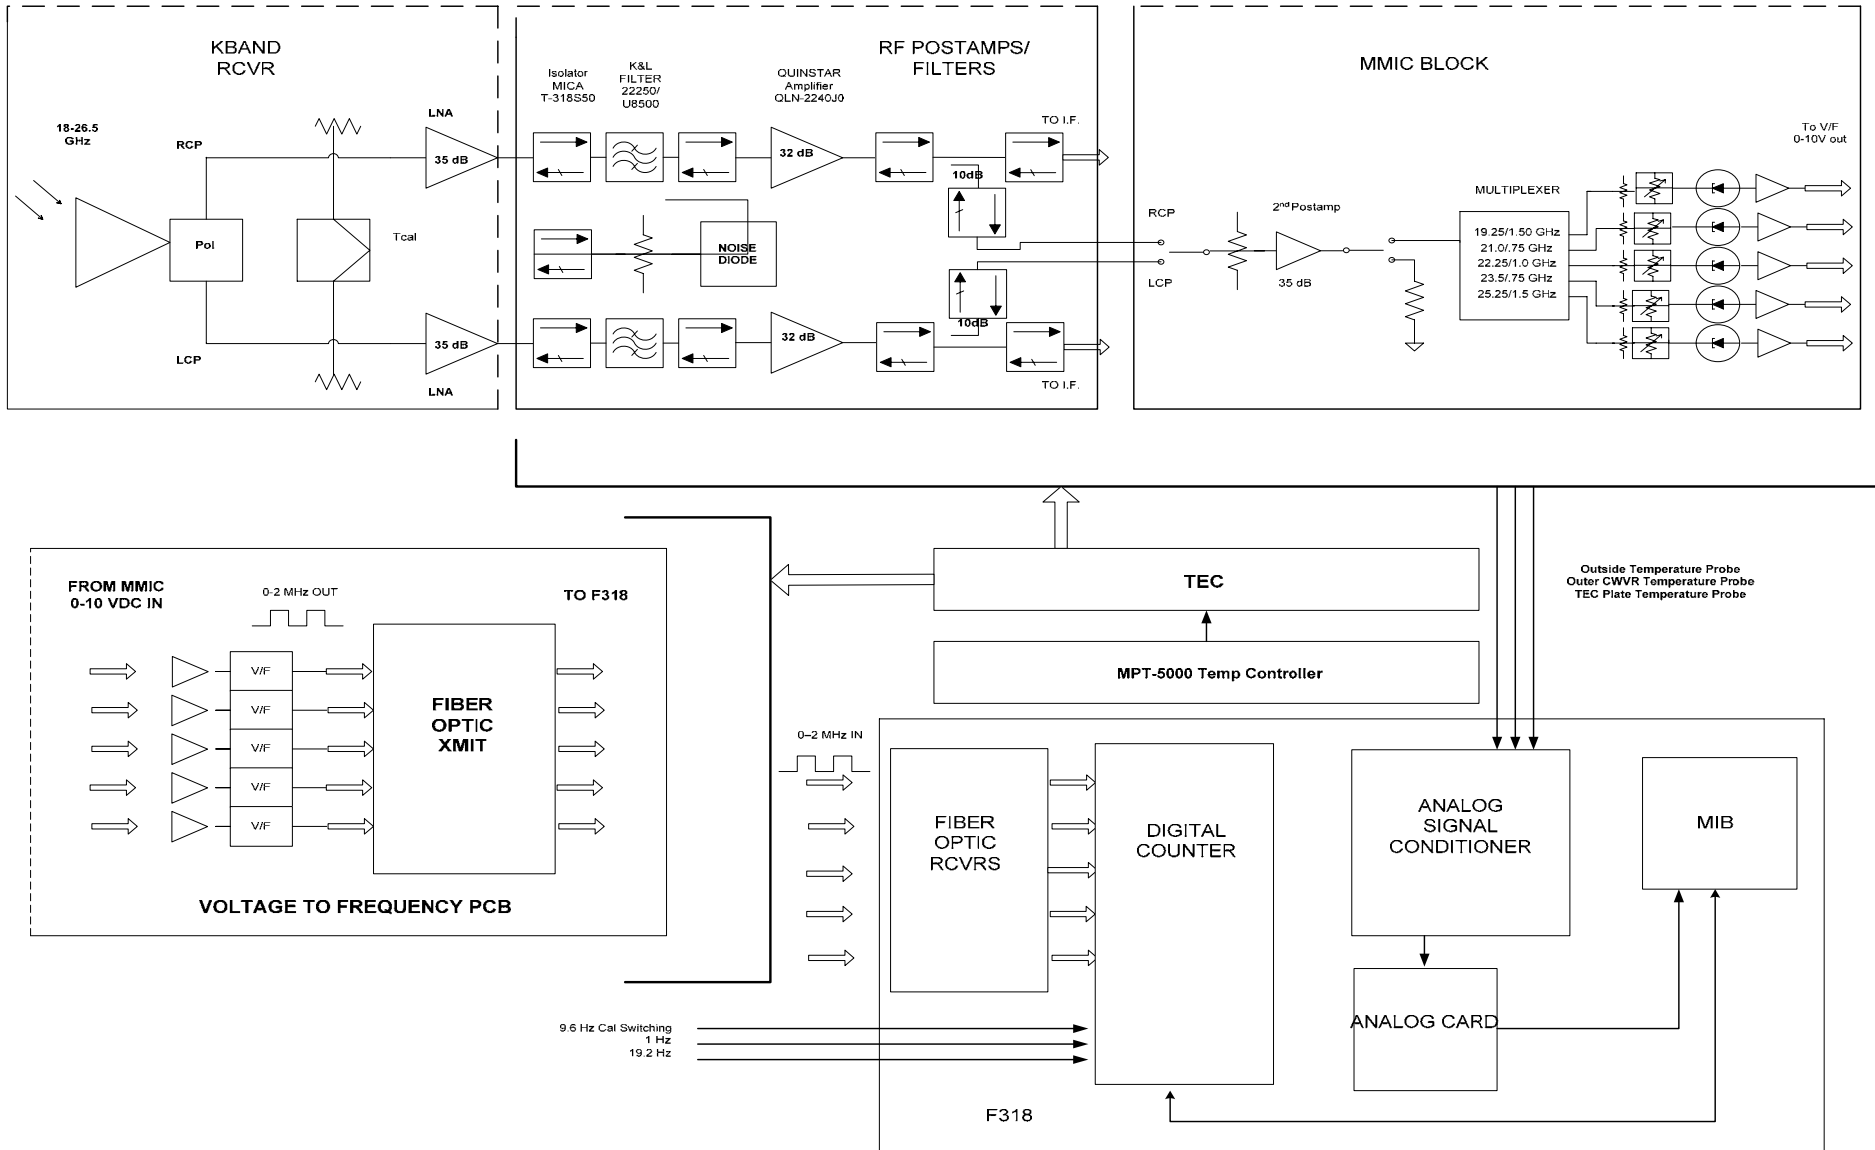 KBAND
RCVR
18-26.5
GHz
RCP
Pol
LCP
Tcal
LNA
35 dB
35 dB
LNA
RF POSTAMPS/
FILTERS
Isolator
MICA
T-318S50
K&L
FILTER
22250/
U8500
QUINSTAR
Amplifier
QLN-2240J0
TO I.F.
32 dB
10dB
NOISE
DIODE
10dB
32 dB
TO I.F.
MMIC BLOCK
To V/F
0-10V out
RCP
LCP
2nd Postamp
35 dB
MULTIPLEXER
19.25/1.50 GHz
21.0/.75 GHz
22.25/1.0 GHz
23.5/.75 GHz
25.25/1.5 GHz
FROM MMIC
0-10 VDC IN
0-2 MHz OUT
TO F318
V/F
V/F
V/F
V/F
V/F
FIBER
OPTIC
XMIT
VOLTAGE TO FREQUENCY PCB
TEC
MPT-5000 Temp Controller
Outside Temperature Probe
Outer CWVR Temperature Probe
TEC Plate Temperature Probe
0–2 MHz IN
FIBER
OPTIC
RCVRS
DIGITAL
COUNTER
ANALOG
SIGNAL
CONDITIONER
MIB
ANALOG CARD
9.6 Hz Cal Switching
1 Hz
19.2 Hz
F318